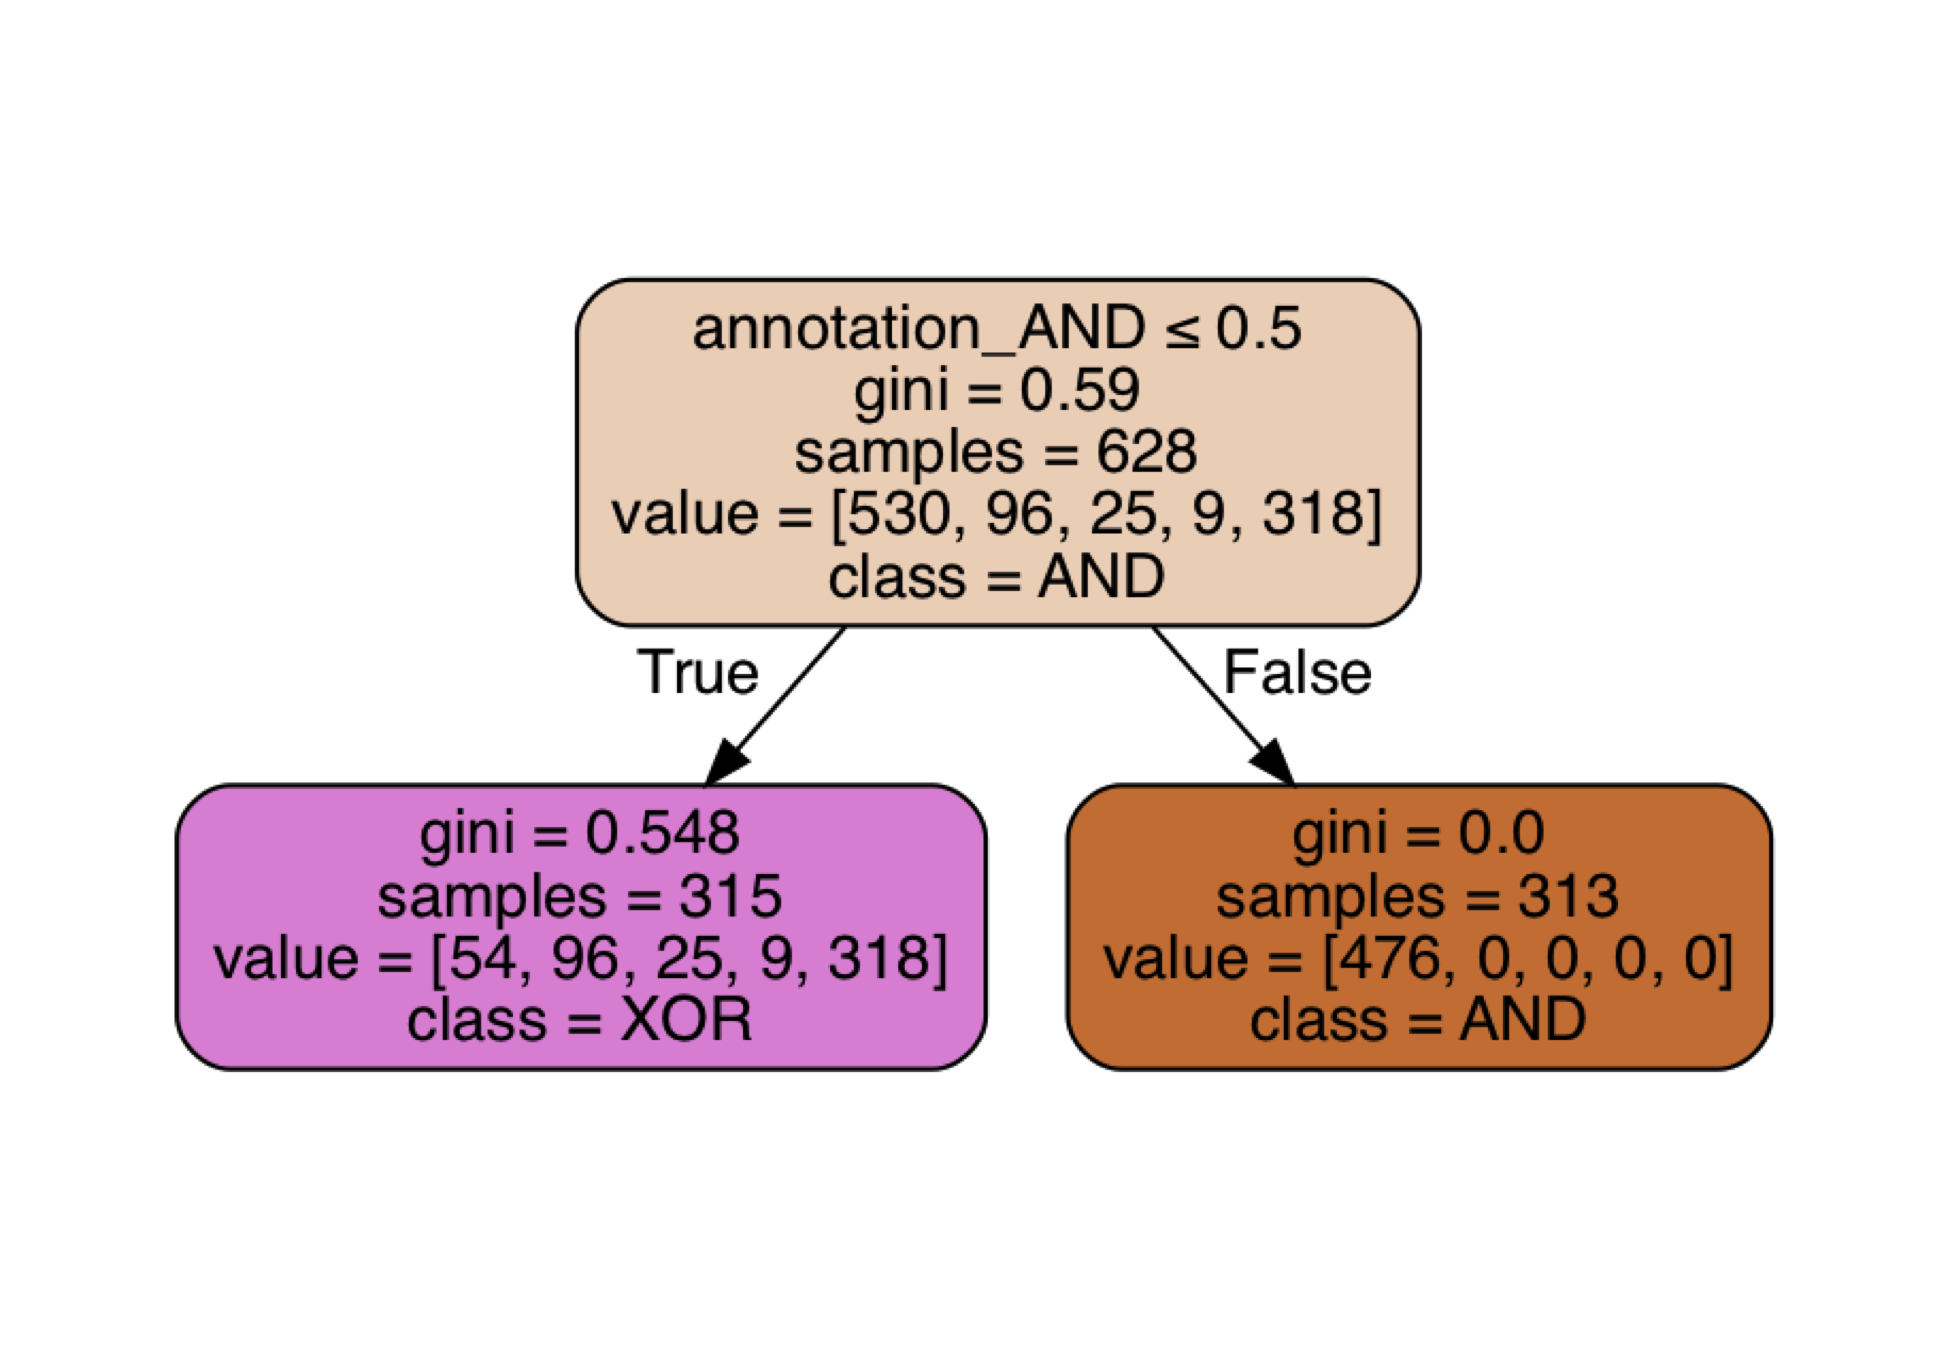 annotation_AND ≤ 0.5
gini = 0.59
samples = 628
value = [530, 96, 25, 9, 318]
class = AND
True
False
gini = 0.548
samples = 315
value = [54, 96, 25, 9, 318]
class = XOR
gini = 0.0
samples = 313
value = [476, 0, 0, 0, 0]
class = AND